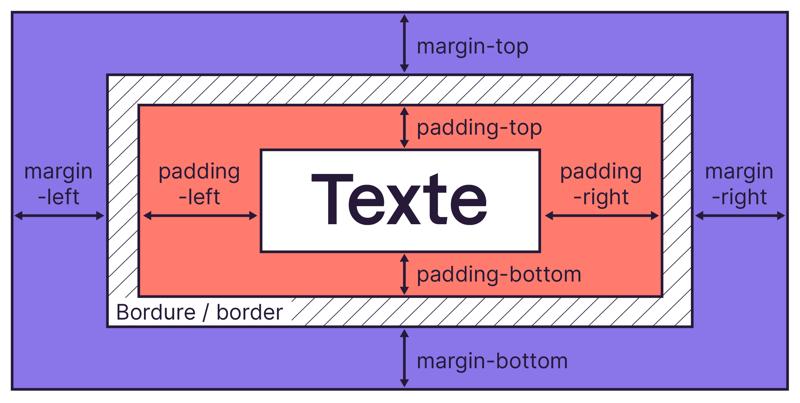 margin-top
padding-top
margin
-left
padding
-left
Texte
padding
-right
margin
-right
padding-bottom
Bordure / border
margin-bottom